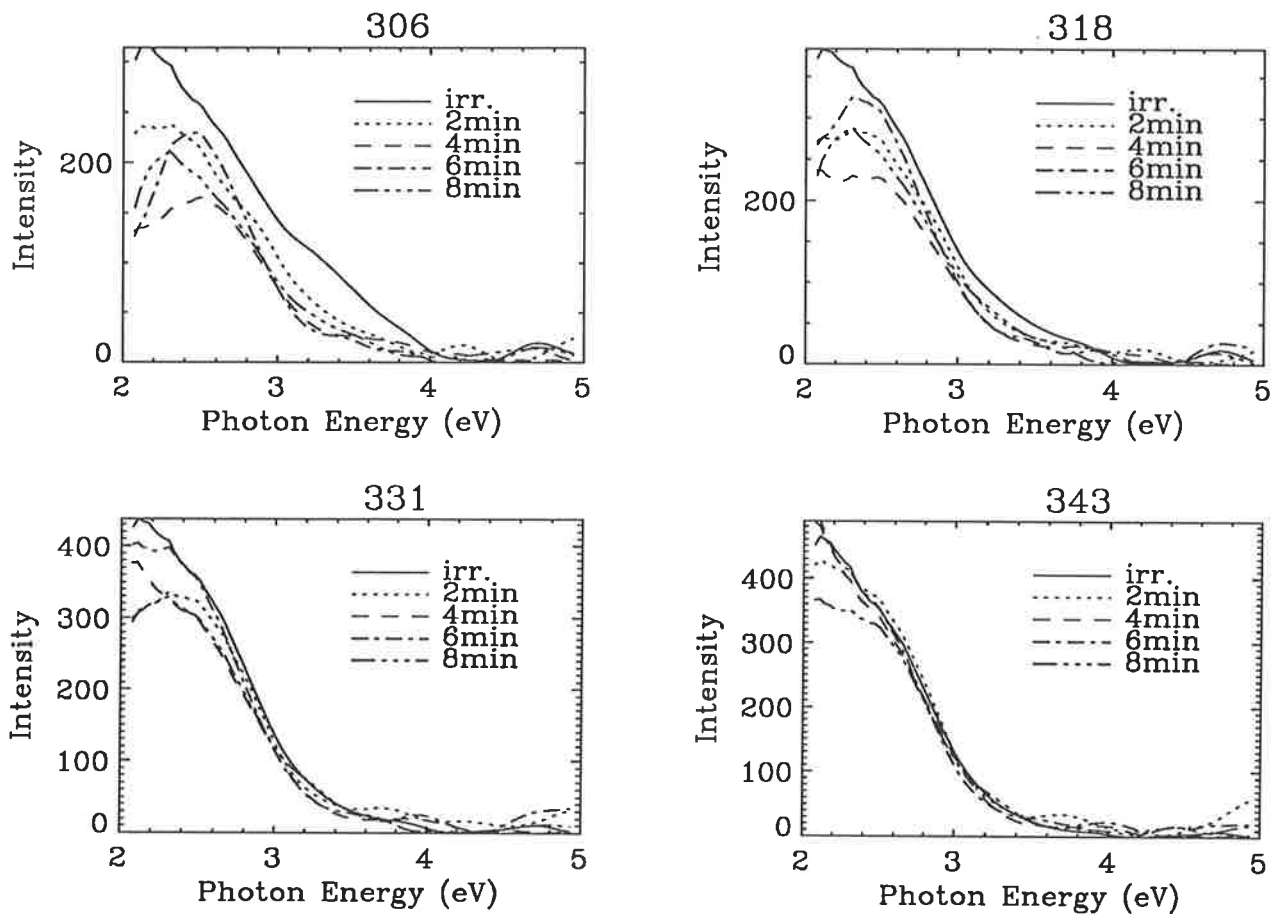 306
irr.
2min
4min
6min
8min
200
0
2
3
4
5
Intensity
Photon Energy (eV)
318
irr.
2min
4min
6min
8min
200
0
2
3
4
5
Intensity
Photon Energy (eV)
331
irr.
2min
4min
6min
8min
400
300
200
100
0
2
3
4
5
Intensity
Photon Energy (eV)
343
irr.
2min
4min
6min
8min
400
300
200
100
0
2
3
4
5
Intensity
Photon Energy (eV)